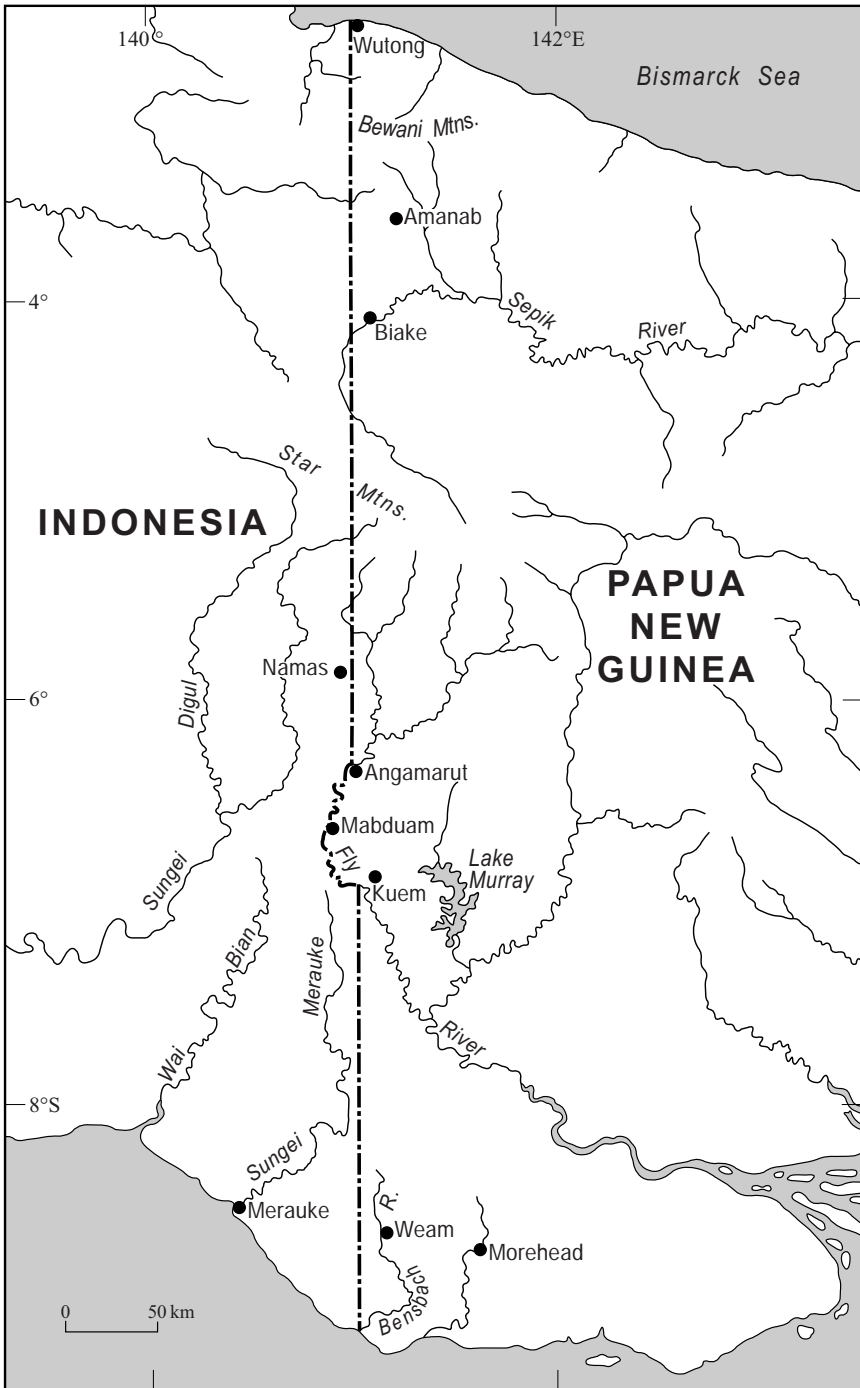 140°
142°E
Wutong
Bismarck Sea
Bewani Mtns.
Amanab
4°
Sepik
River
Biake
Star
Mtns.
INDONESIA
PAPUA
NEW
GUINEA
Namas
Digul
6°
Angamarut
Mabduam
Fly
Lake
Murray
Kuem
Sungei
Bian
Merauke
Wai
River
8°S
Sungei
R.
Merauke
Weam
Morehead
Bensbach
0 50 km